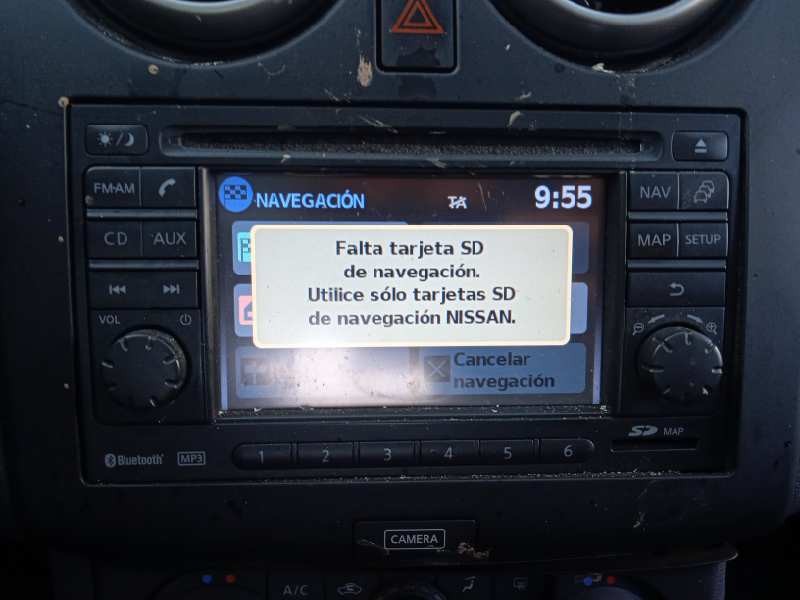 FM·AM
CD
AUX
VOL
NAVEGACIÓN
TA
9:55
Falta tarjeta SD
de navegación.
Utilice sólo tarjetas SD
de navegación NISSAN.
Cancelar
navegación
NAV
MAP
SETUP
SD MAP
Bluetooth
MP3
1
2
3
4
5
6
CAMERA
A/C